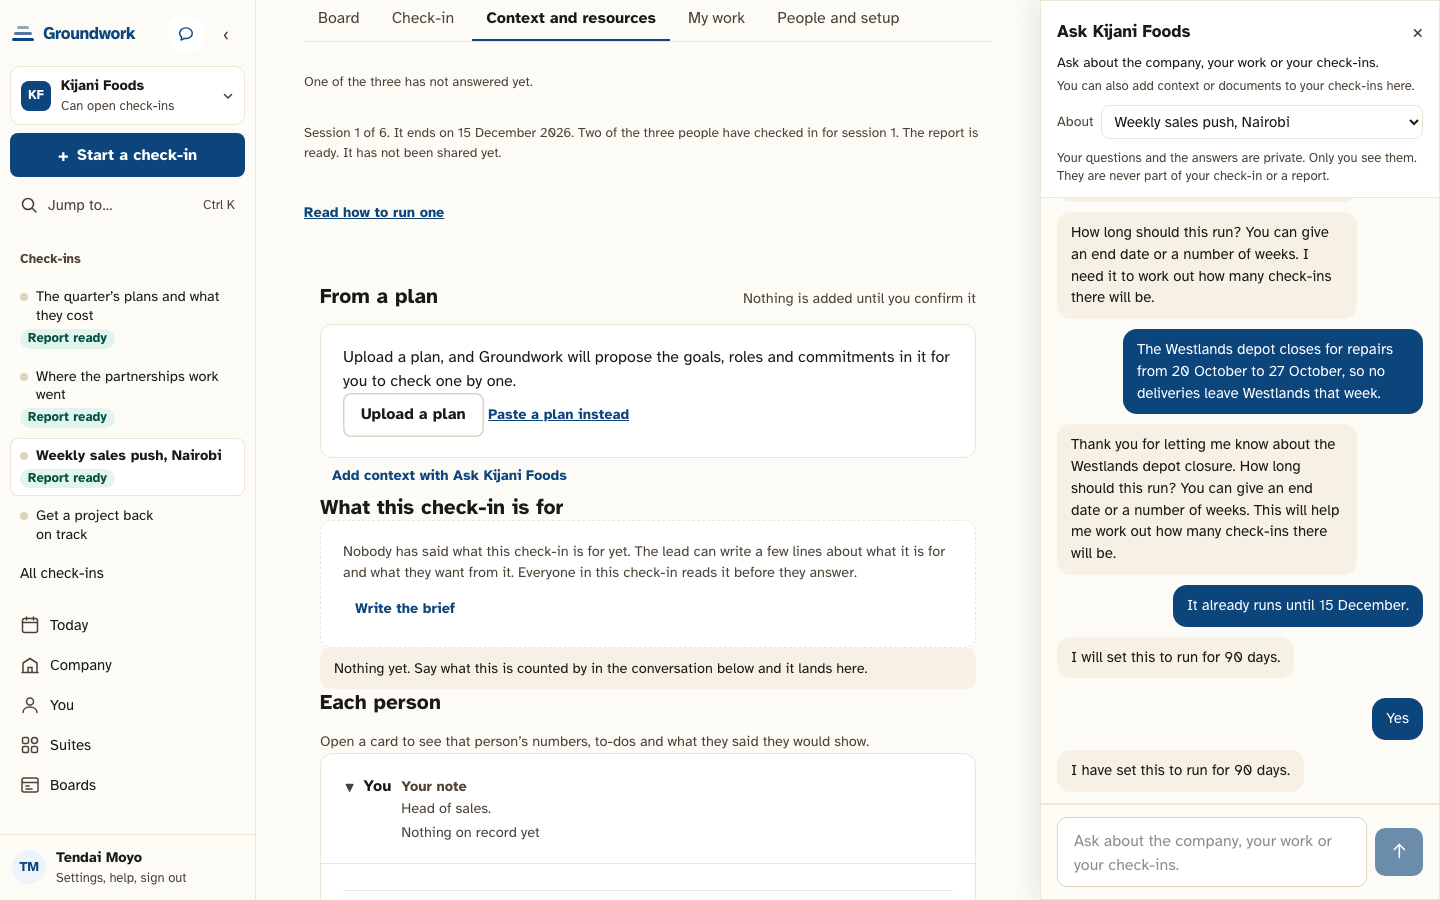 Groundwork
KF
Kijani Foods
Can open check-ins
+ Start a check-in
Jump to...
Ctrl K
Check-ins
The quarter's plans and what
they cost
Report ready
Where the partnerships work
went
Report ready
Weekly sales push, Nairobi
Report ready
Get a project back
on track
All check-ins
Today
Company
You
Suites
Boards
TM
Tendai Moyo
Settings, help, sign out
Board
Check-in
Context and resources
My work
People and setup
One of the three has not answered yet.
Session 1 of 6. It ends on 15 December 2026. Two of the three people have checked in for session 1. The report is
ready. It has not been shared yet.
Read how to run one
From a plan
Nothing is added until you confirm it
Upload a plan, and Groundwork will propose the goals, roles and commitments in it for
you to check one by one.
Upload a plan
Paste a plan instead
Add context with Ask Kijani Foods
What this check-in is for
Nobody has said what this check-in is for yet. The lead can write a few lines about what it is for
and what they want from it. Everyone in this check-in reads it before they answer.
Write the brief
Nothing yet. Say what this is counted by in the conversation below and it lands here.
Each person
Open a card to see that person's numbers, to-dos and what they said they would show.
You
Your note
Head of sales.
Nothing on record yet
Ask Kijani Foods
×
Ask about the company, your work or your check-ins.
You can also add context or documents to your check-ins here.
About
Weekly sales push, Nairobi
Your questions and the answers are private. Only you see them.
They are never part of your check-in or a report.
How long should this run? You can give
an end date or a number of weeks. I
need it to work out how many check-ins
there will be.
The Westlands depot closes for repairs
from 20 October to 27 October, so no
deliveries leave Westlands that week.
Thank you for letting me know about the
Westlands depot closure. How long
should this run? You can give an end
date or a number of weeks. This will help
me work out how many check-ins there
will be.
It already runs until 15 December.
I will set this to run for 90 days.
Yes
I have set this to run for 90 days.
Ask about the company, your work or
your check-ins.